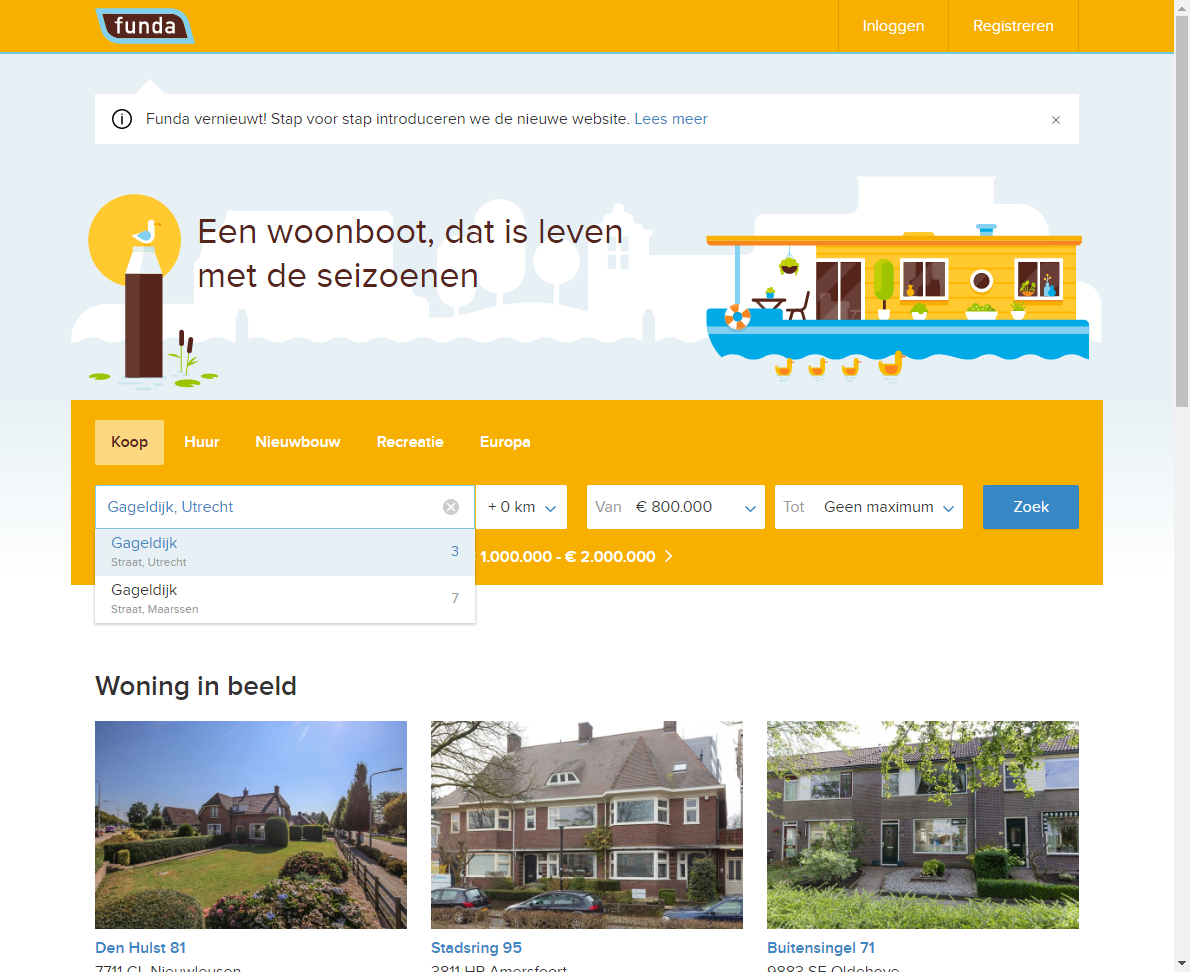 funda
Inloggen
Registreren
Funda vernieuwt! Stap voor stap introduceren we de nieuwe website. Lees meer
Een woonboot, dat is leven
met de seizoenen
Koop
Huur
Nieuwbouw
Recreatie
Europa
Gageldijk, Utrecht
+ 0 km
Van € 800.000
Tot Geen maximum
Zoek
Gageldijk
Straat, Utrecht
3
1.000.000 - € 2.000.000
Gageldijk
Straat, Maarssen
7
Woning in beeld
Den Hulst 81
Stadsring 95
Buitensingel 71
7711 GL Nieuwleusen
3811 HP Amersfoort
9883 SE Oldehove